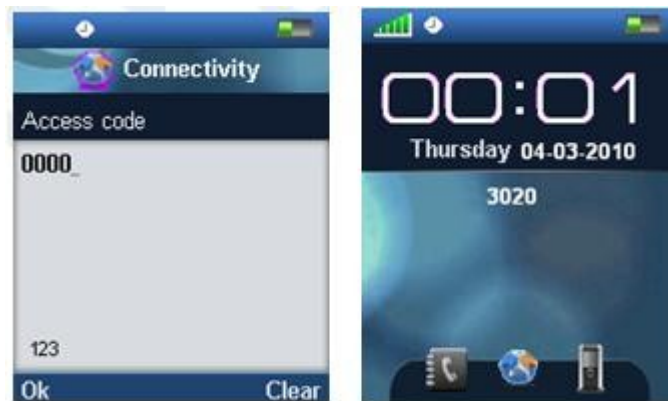 Connectivity
Access code
0000_
123
Ok Clear
00:01
Thursday 04-03-2010
3020